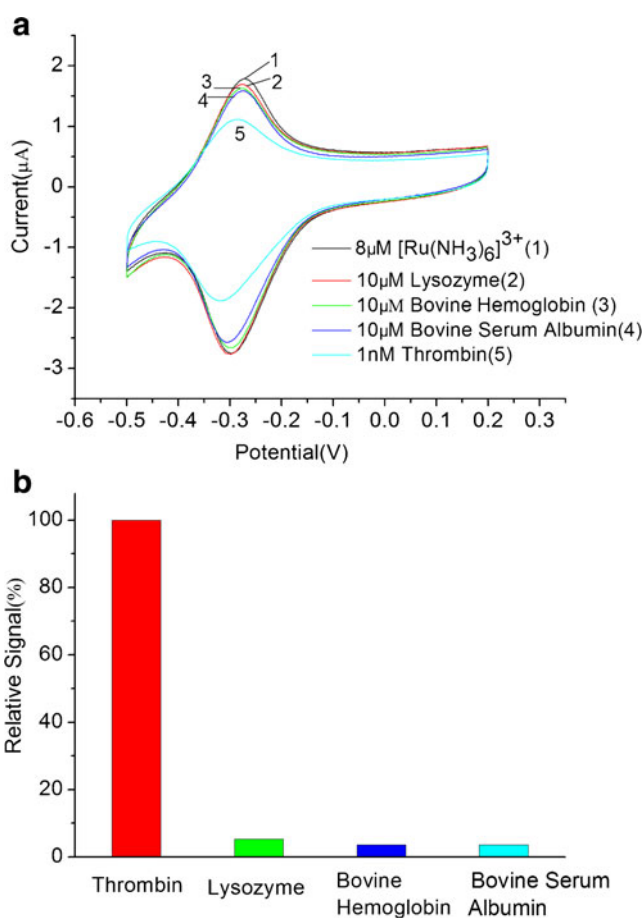 a
2
1
0
-1
-2
-3
Current(μA)
1
3 2
4
5
8μM [Ru(NH3)6]3+(1)
10μM Lysozyme(2)
10μM Bovine Hemoglobin (3)
10μM Bovine Serum Albumin(4)
1nM Thrombin(5)
-0.6 -0.5 -0.4 -0.3 -0.2 -0.1 0.0 0.1 0.2 0.3
Potential(V)
b
100
80
60
40
20
0
Relative Signal(%)
Thrombin Lysozyme Bovine Bovine Serum
Hemoglobin Albumin